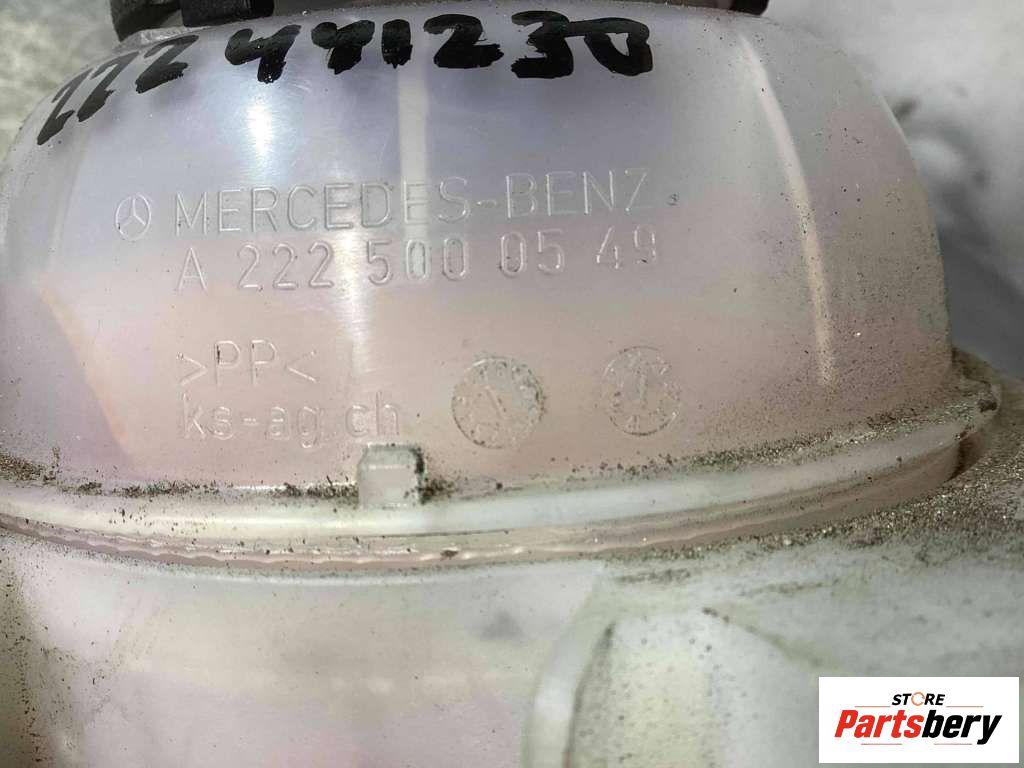 222 441230
MERCEDES-BENZ
A 222 500 05 49
>PP<
ks-ag.ch
STORE
Partsbery